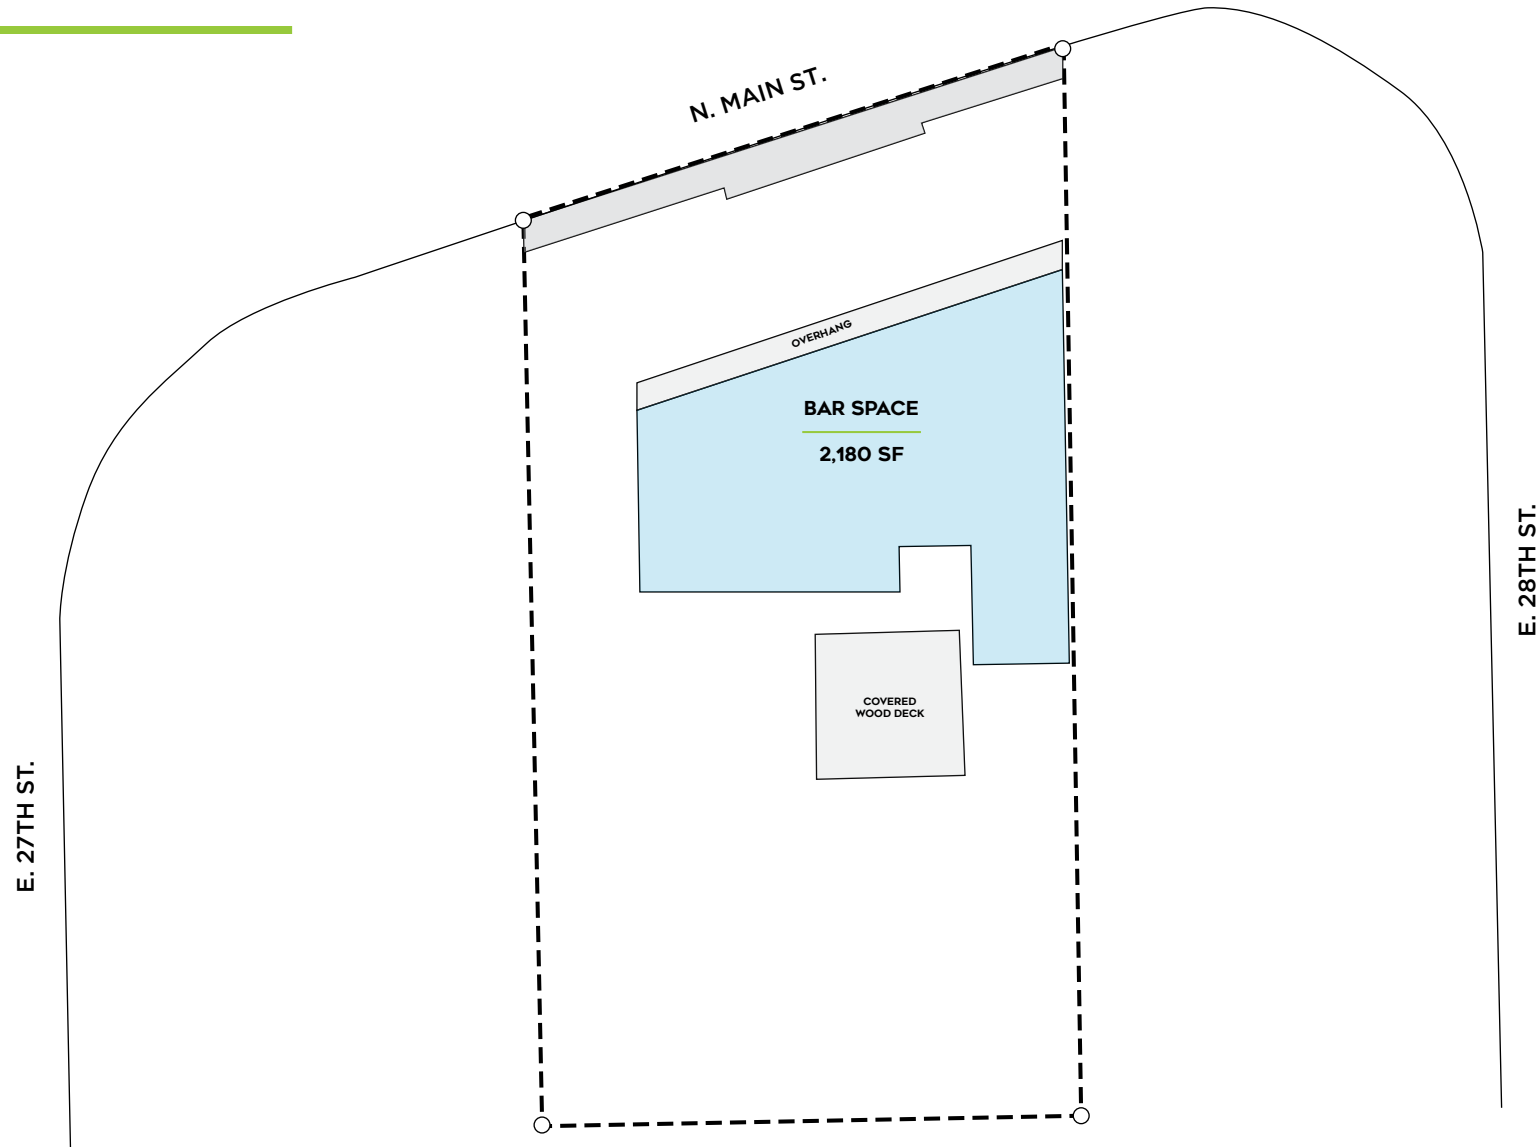 N. MAIN ST.
OVERHANG
BAR SPACE
2,180 SF
E. 28TH ST.
COVERED
WOOD DECK
E. 27TH ST.